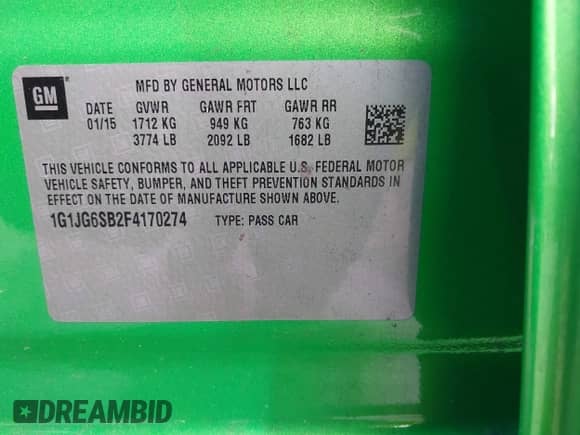 GM
MFD BY GENERAL MOTORS LLC
DATE GVWR GAWR FRT GAWR RR
01/15 1712 KG 949 KG 763 KG
3774 LB 2092 LB 1682 LB
THIS VEHICLE CONFORMS TO ALL APPLICABLE U.S. FEDERAL MOTOR
VEHICLE SAFETY, BUMPER, AND THEFT PREVENTION STANDARDS IN
EFFECT ON THE DATE OF MANUFACTURE SHOWN ABOVE.
1G1JG6SB2F4170274 TYPE: PASS CAR
DREAMBID